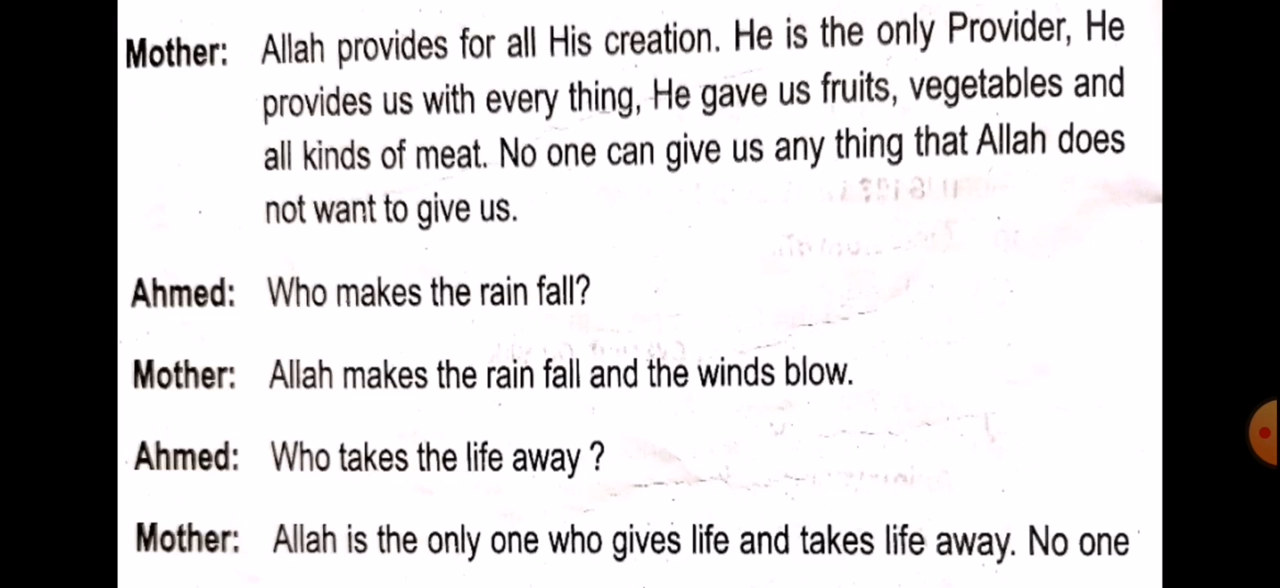 Mother: Allah provides for all His creation. He is the only Provider, He
provides us with every thing, He gave us fruits, vegetables and
all kinds of meat. No one can give us any thing that Allah does
not want to give us.
Ahmed: Who makes the rain fall?
Mother: Allah makes the rain fall and the winds blow.
Ahmed: Who takes the life away ?
Mother: Allah is the only one who gives life and takes life away. No one